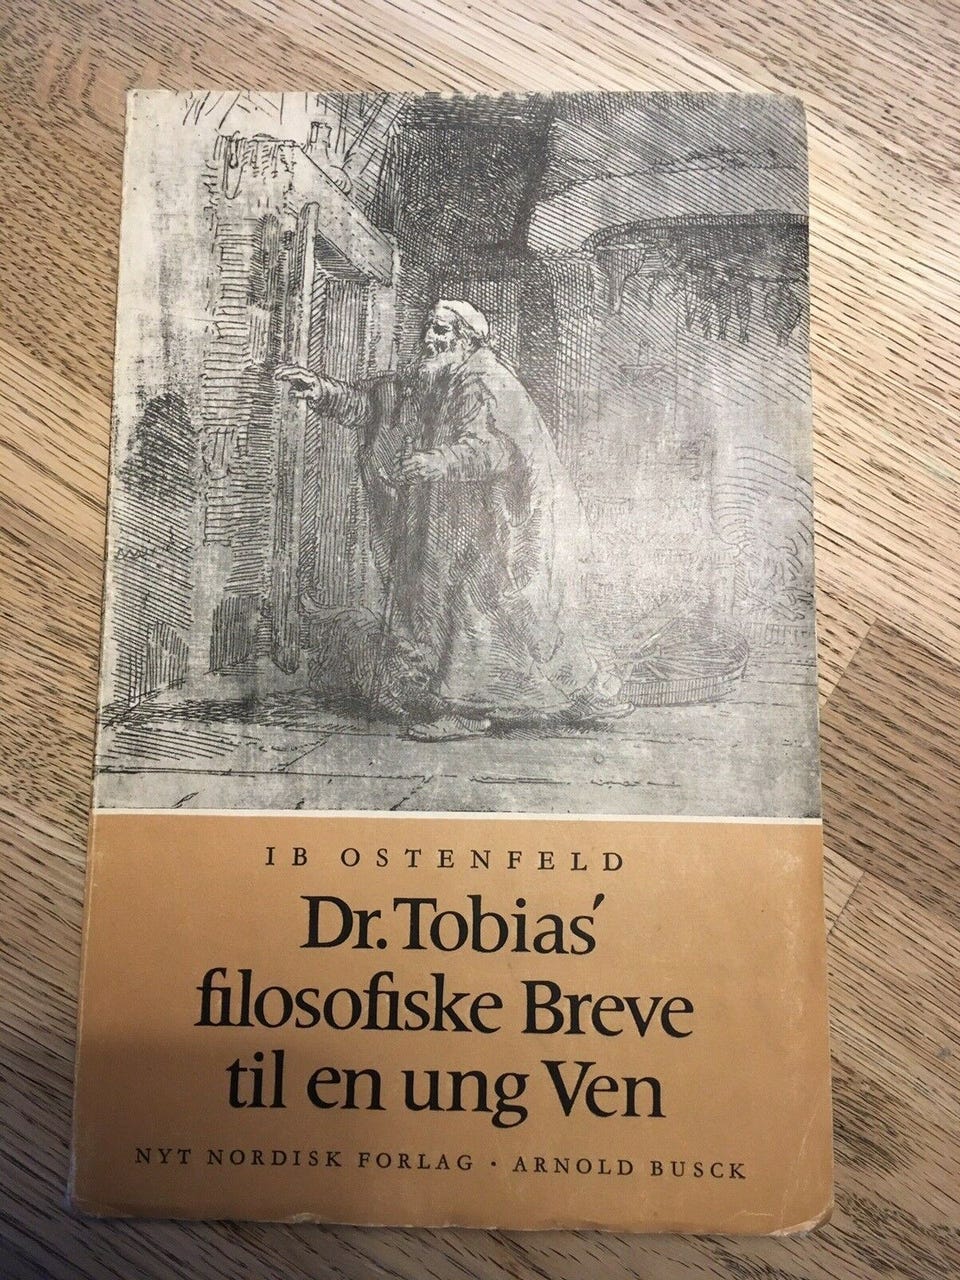 IB OSTENFELD
Dr. Tobias'
filosofiske Breve
til en ung Ven
NYT NORDISK FORLAG · ARNOLD BUSCK